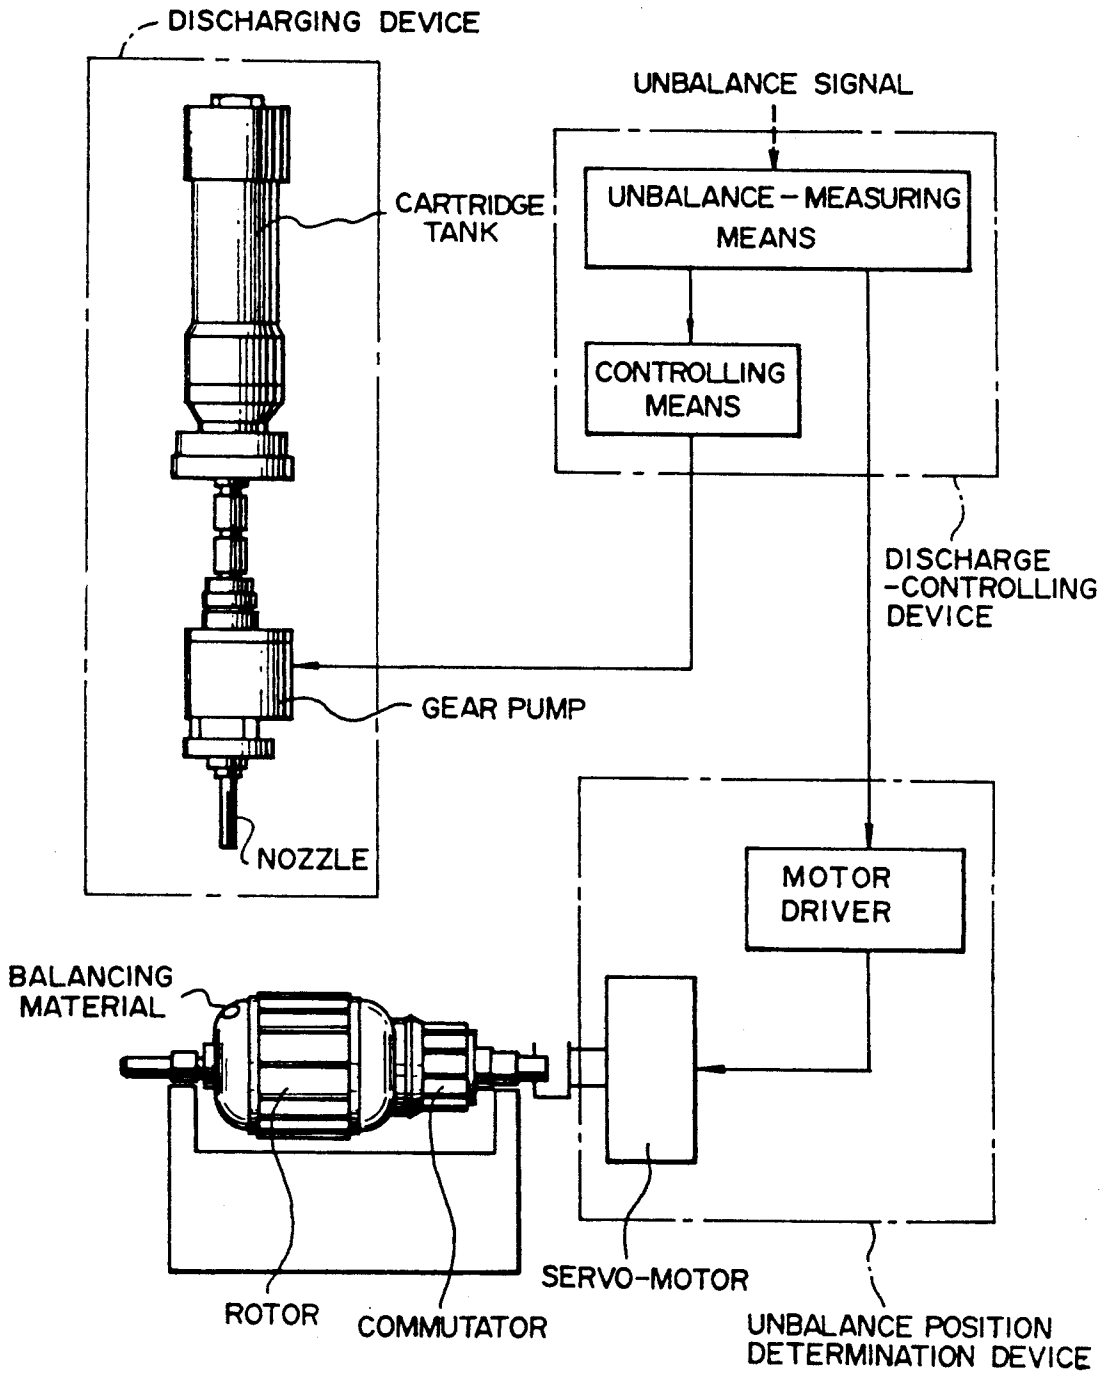 DISCHARGING DEVICE
UNBALANCE SIGNAL
UNBALANCE-MEASURING
MEANS
CARTRIDGE
TANK
CONTROLLING
MEANS
DISCHARGE
-CONTROLLING
DEVICE
GEAR PUMP
NOZZLE
MOTOR
DRIVER
BALANCING
MATERIAL
SERVO-MOTOR
ROTOR
COMMUTATOR
UNBALANCE POSITION
DETERMINATION DEVICE